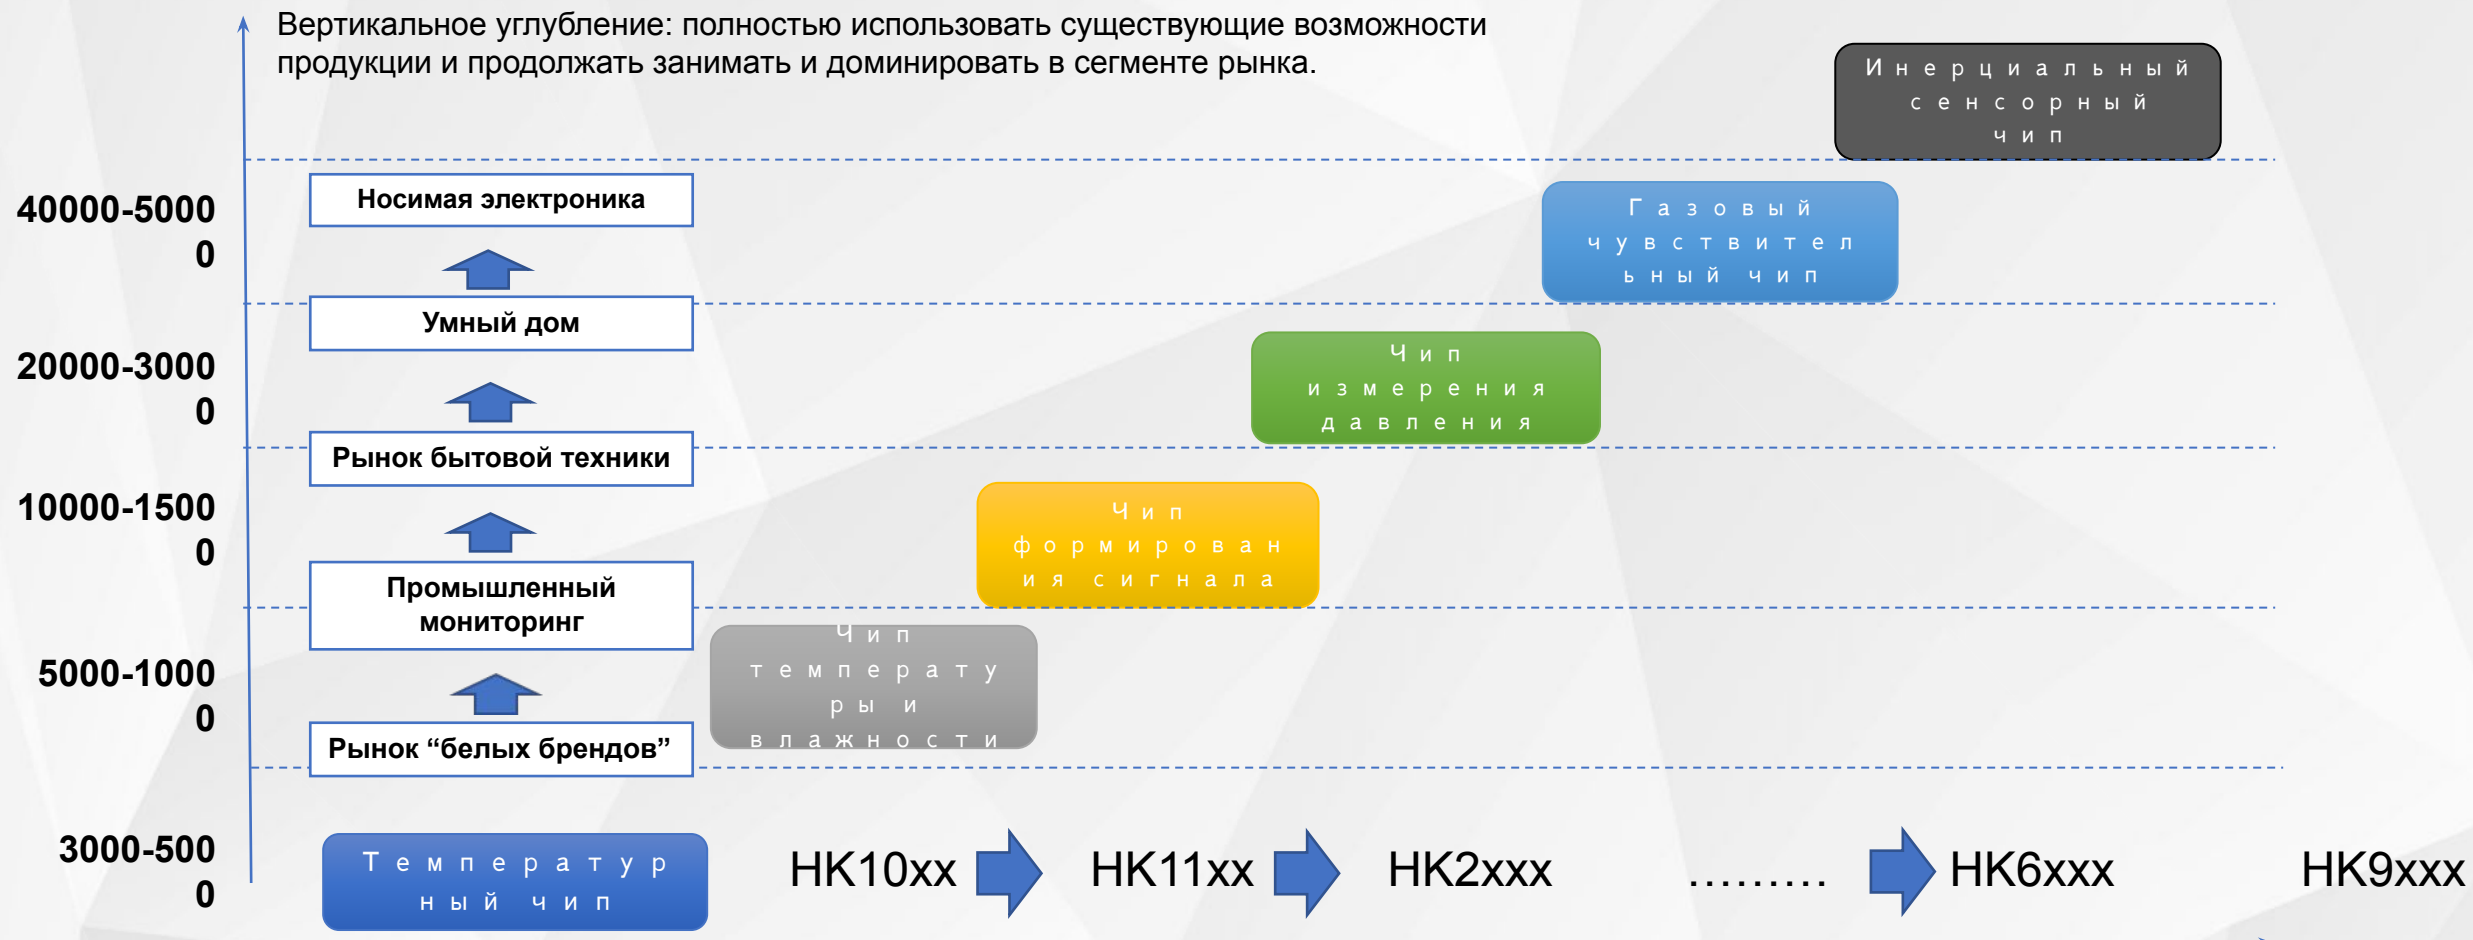 Вертикальное углубление: полностью использовать существующие возможности
продукции и продолжать занимать и доминировать в сегменте рынка.
Инерциальный
сенсорный
чип
40000-5000
0
Носимая электроника
Газовый
чувствител
ьный чип
Умный дом
20000-3000
0
Чип
измерения
давления
Рынок бытовой техники
10000-1500
0
Чип
формирован
ия сигнала
Промышленный
мониторинг
5000-1000
0
Чип
температу
ры и
влажности
Рынок “белых брендов”
3000-500
0
Температур
ный чип
HK10xx
HK11xx
HK2xxx
………
HK6xxx
HK9xxx